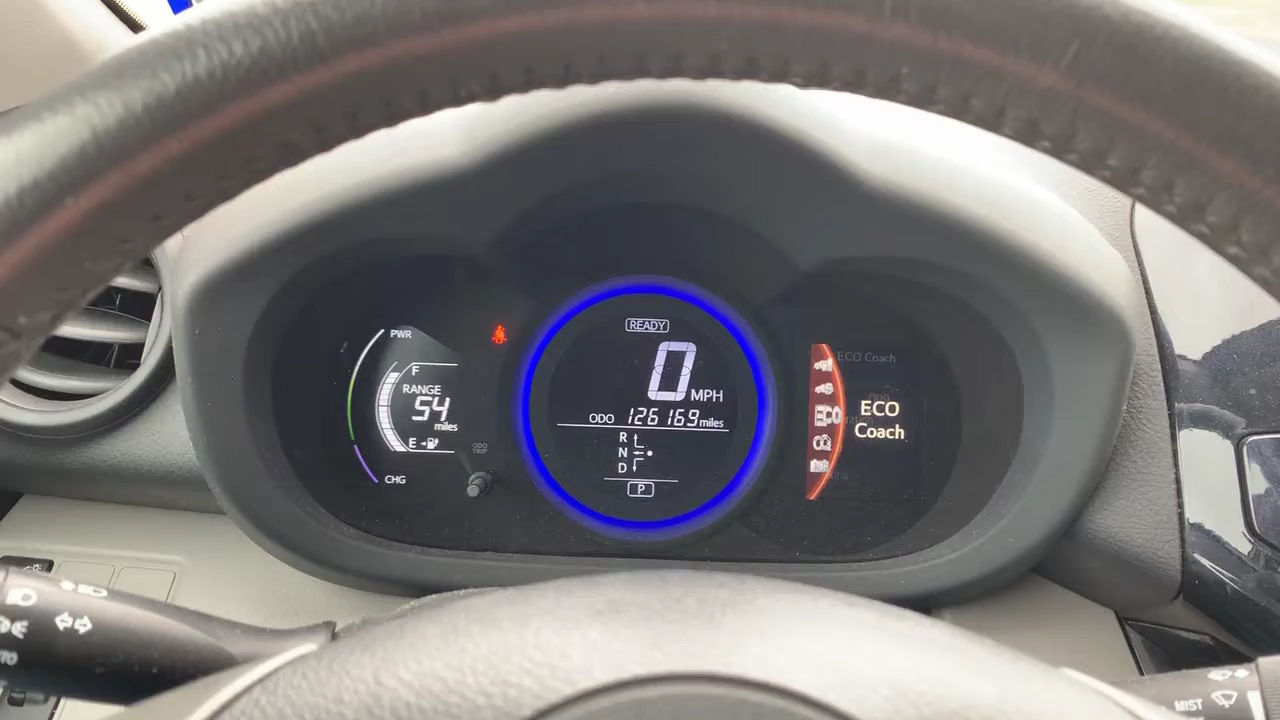 PWR
F
RANGE
54
miles
E
CHG
ODO
TRIP
READY
0 MPH
ODO 126169 miles
R
N
D
P
ECO Coach
ECO
ECO
Coach
MIST